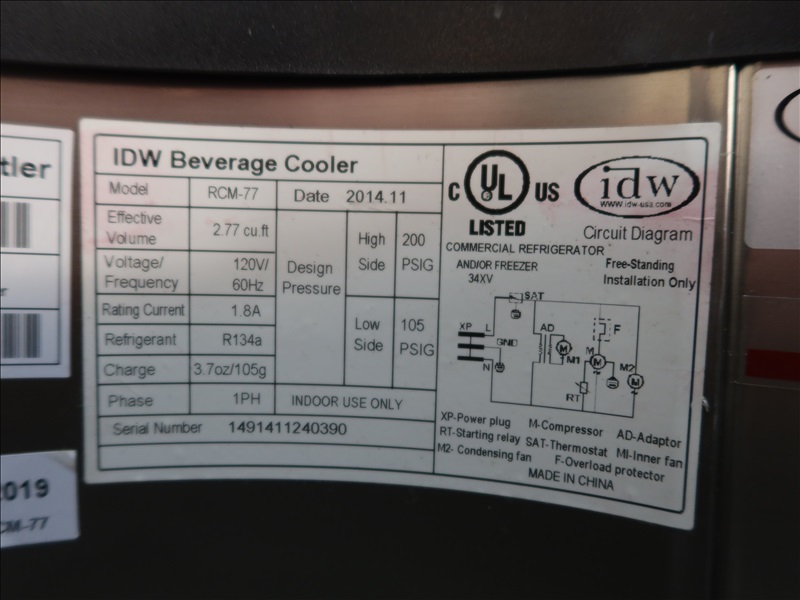 IDW Beverage Cooler
Model RCM-77 Date 2014.11
Effective Volume 2.77 cu.ft
Voltage/ Frequency 120V/ 60Hz
Rating Current 1.8A
Refrigerant R134a
Charge 3.7oz/105g
Phase 1PH INDOOR USE ONLY
Serial Number 1491411240390
Design Pressure
High Side 200 PSIG
Low Side 105 PSIG
C UL US
LISTED
COMMERCIAL REFRIGERATOR
AND/OR FREEZER
34XV
idw
www.idw-usa.com
Circuit Diagram
Free-Standing
Installation Only
SAT
XP L GND N
AD M1 M F M2 RT
XP-Power plug M-Compressor AD-Adaptor
RT-Starting relay SAT-Thermostat MI-Inner fan
M2- Condensing fan F-Overload protector
MADE IN CHINA
tler
2019
CM-77